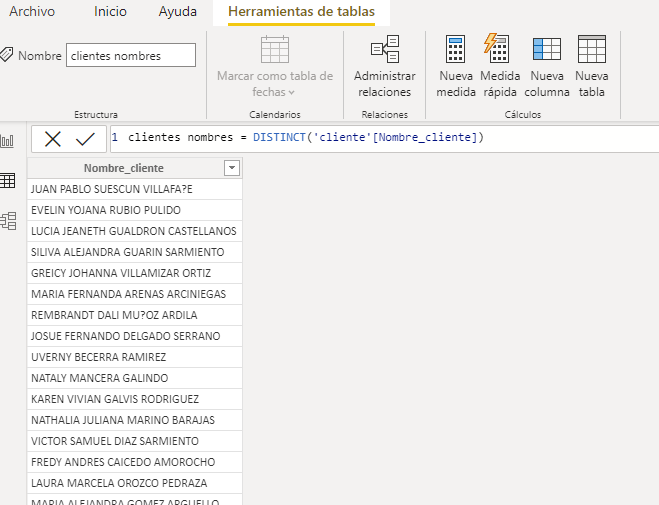 Archivo Inicio Ayuda Herramientas de tablas
Nombre clientes nombres
Marcar como tabla de fechas
Administrar relaciones
Nueva medida
Medida rápida
Nueva columna
Nueva tabla
Estructura Calendarios Relaciones Cálculos
1 clientes nombres = DISTINCT('cliente'[Nombre_cliente])
Nombre_cliente
JUAN PABLO SUESCUN VILLAFA?E
EVELIN YOJANA RUBIO PULIDO
LUCIA JEANETH GUALDRON CASTELLANOS
SILIVA ALEJANDRA GUARIN SARMIENTO
GREICY JOHANNA VILLAMIZAR ORTIZ
MARIA FERNANDA ARENAS ARCINIEGAS
REMBRANDT DALI MU?OZ ARDILA
JOSUE FERNANDO DELGADO SERRANO
UVERNY BECERRA RAMIREZ
NATALY MANCERA GALINDO
KAREN VIVIAN GALVIS RODRIGUEZ
NATHALIA JULIANA MARINO BARAJAS
VICTOR SAMUEL DIAZ SARMIENTO
FREDY ANDRES CAICEDO AMOROCHO
LAURA MARCELA OROZCO PEDRAZA
MARIA ALEJANDRA GOMEZ ARGUELLO